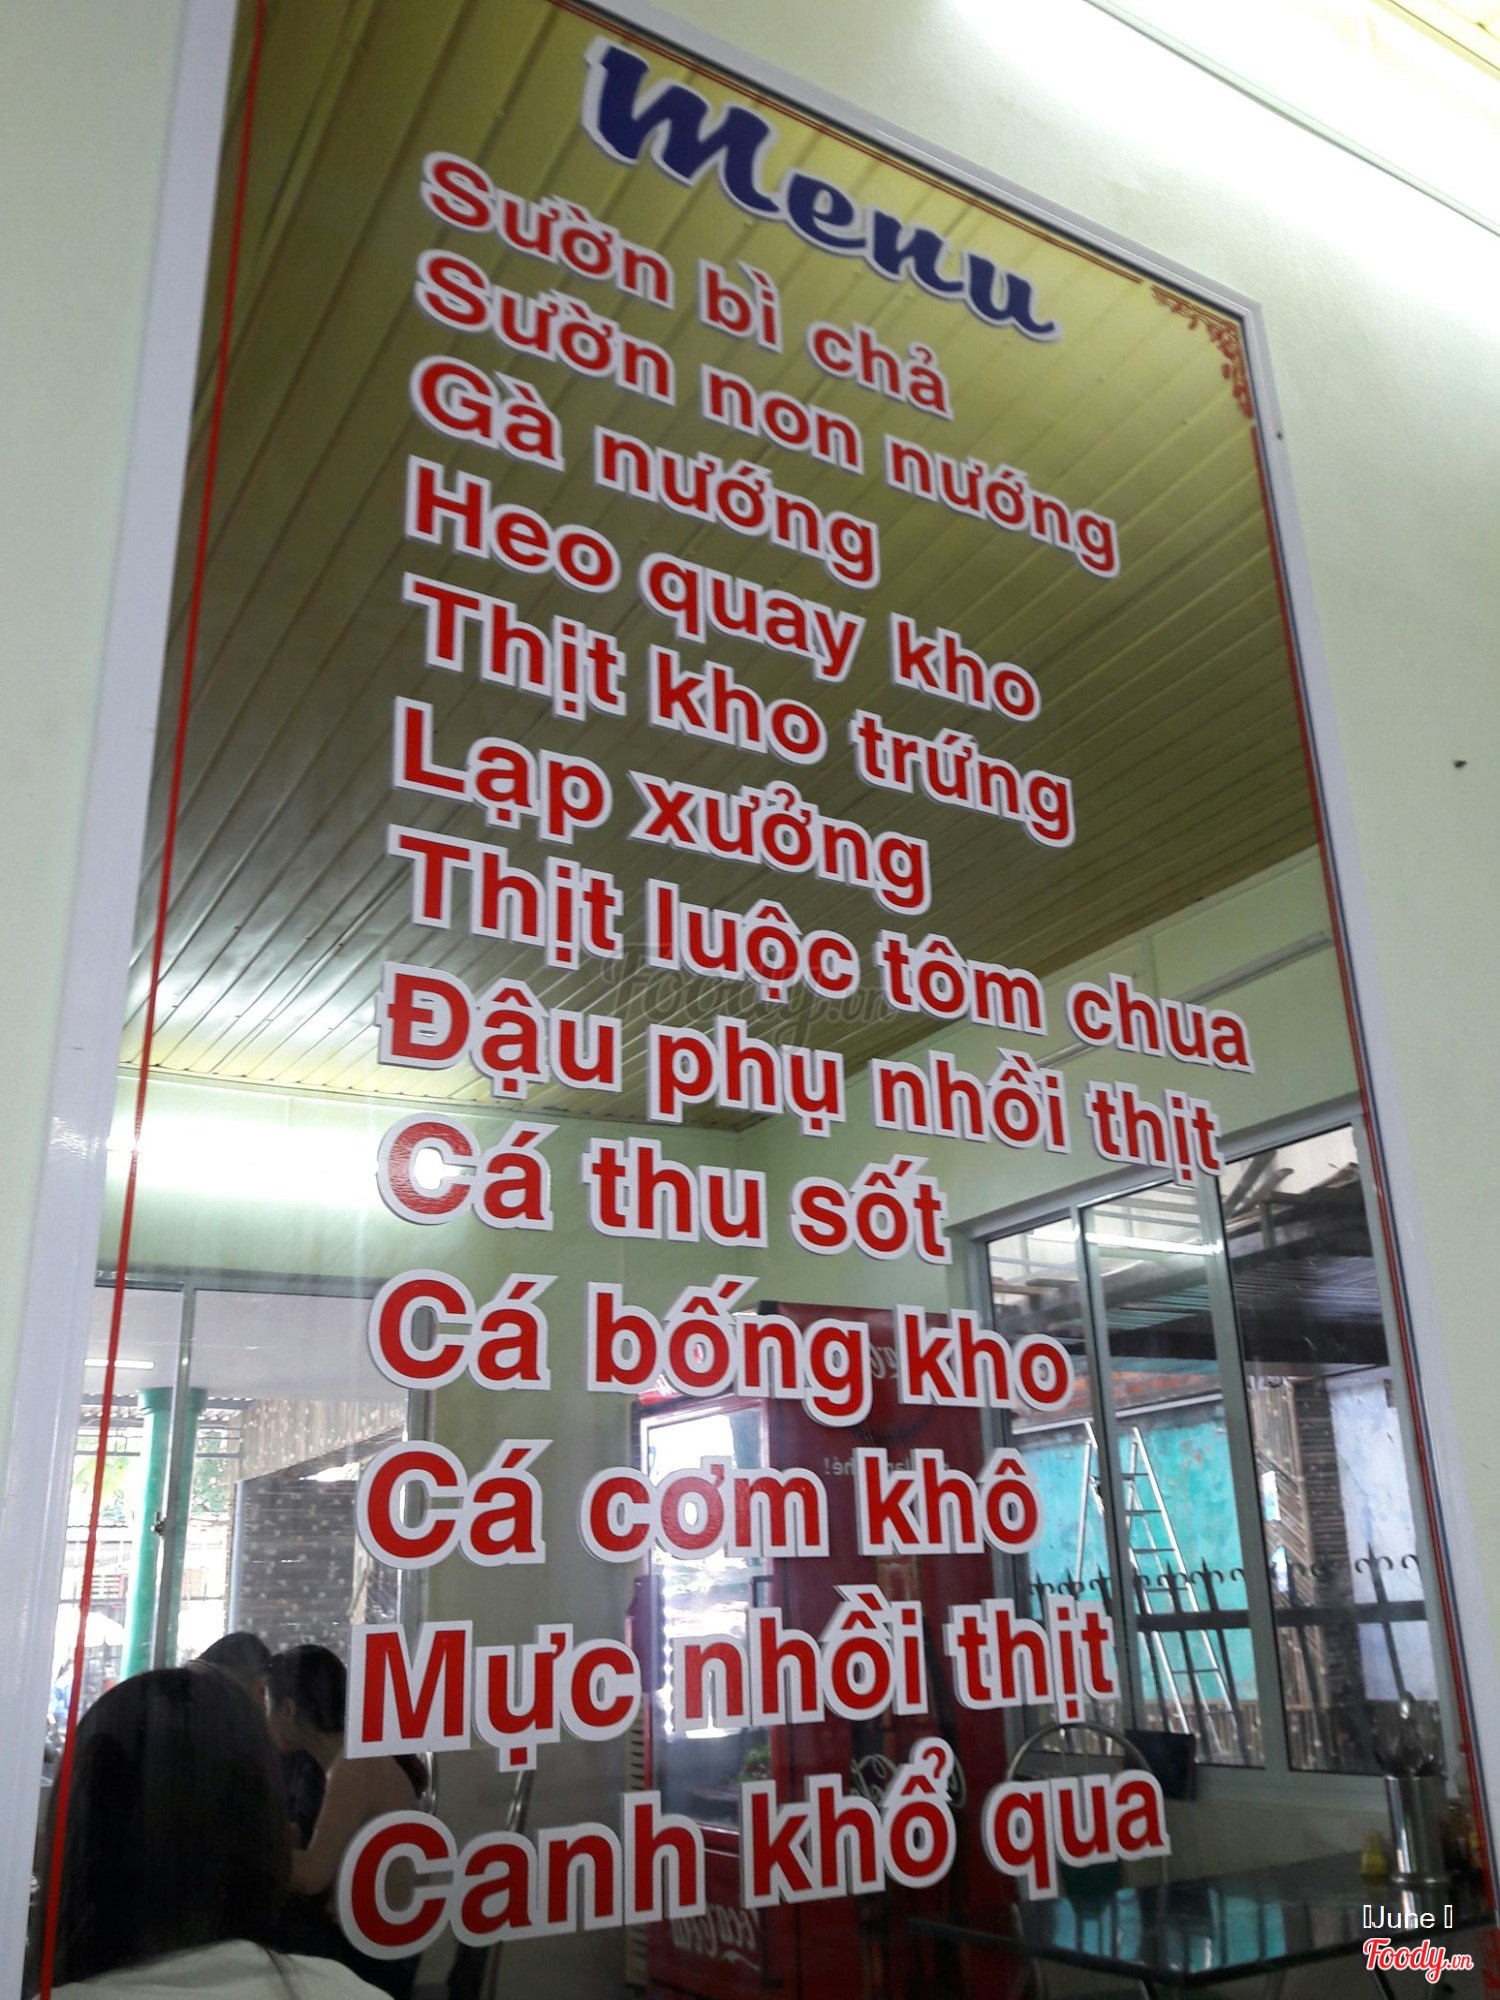 Menu
Sườn bì chả
Sườn non nướng
Gà nướng
Heo quay kho
Thịt kho trứng
Lạp xưởng
Thịt luộc tôm chua
Đậu phụ nhồi thịt
Cá thu sốt
Cá bống kho
Cá cơm khô
Mực nhồi thịt
Canh khổ qua
Foody.vn
June
Foody.vn